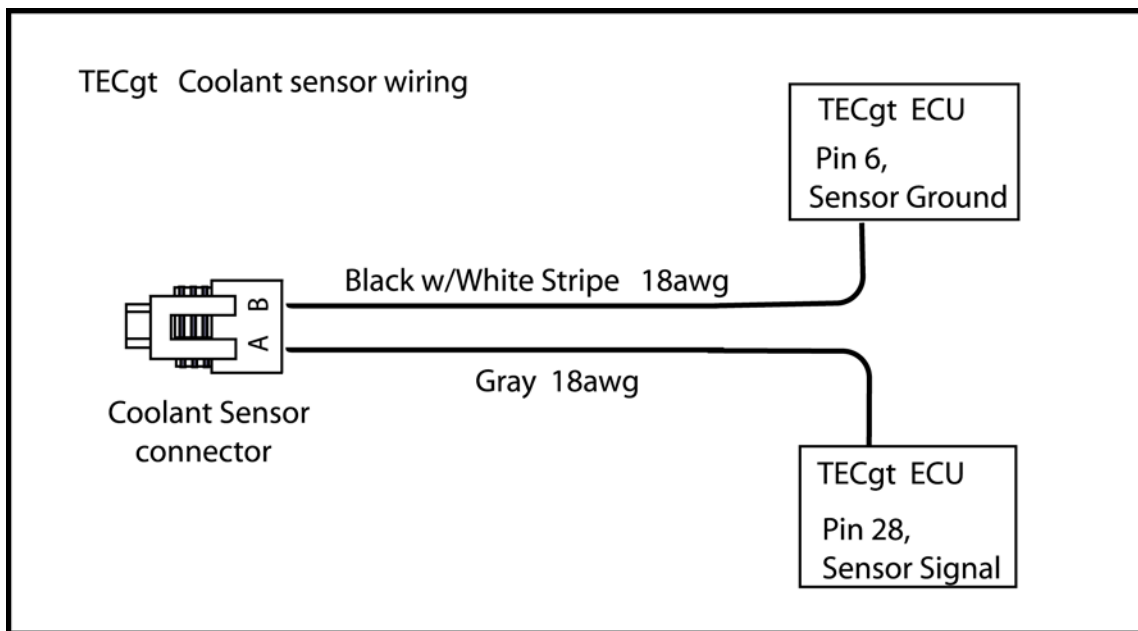 TECgt Coolant sensor wiring
TECgt ECU
Pin 6,
Sensor Ground
Black w/White Stripe 18awg
B
A
Gray 18awg
Coolant Sensor
connector
TECgt ECU
Pin 28,
Sensor Signal